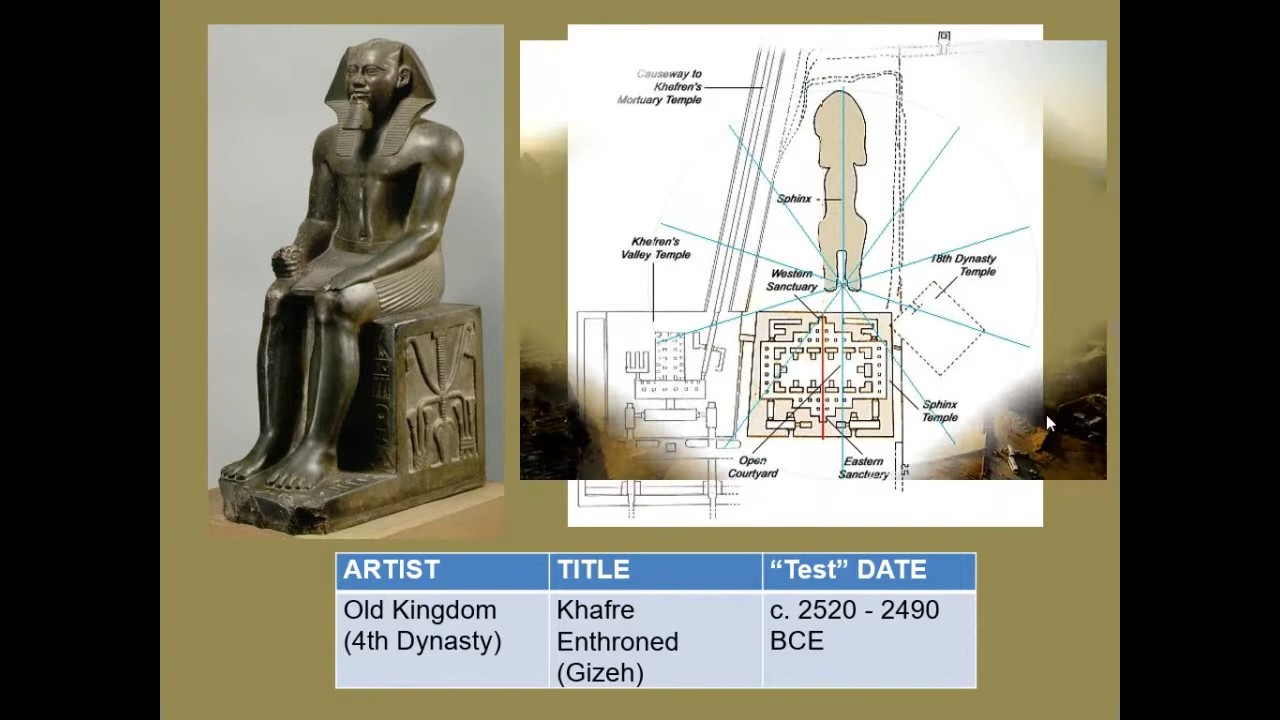 Causeway to
Khefren's
Mortuary Temple
Sphinx
Khefren's
Valley Temple
Western
Sanctuary
18th Dynasty
Temple
Sphinx
Temple
Open
Courtyard
Eastern
Sanctuary
ARTIST TITLE “Test” DATE
Old Kingdom
(4th Dynasty)
Khafre
Enthroned
(Gizeh)
c. 2520 - 2490
BCE